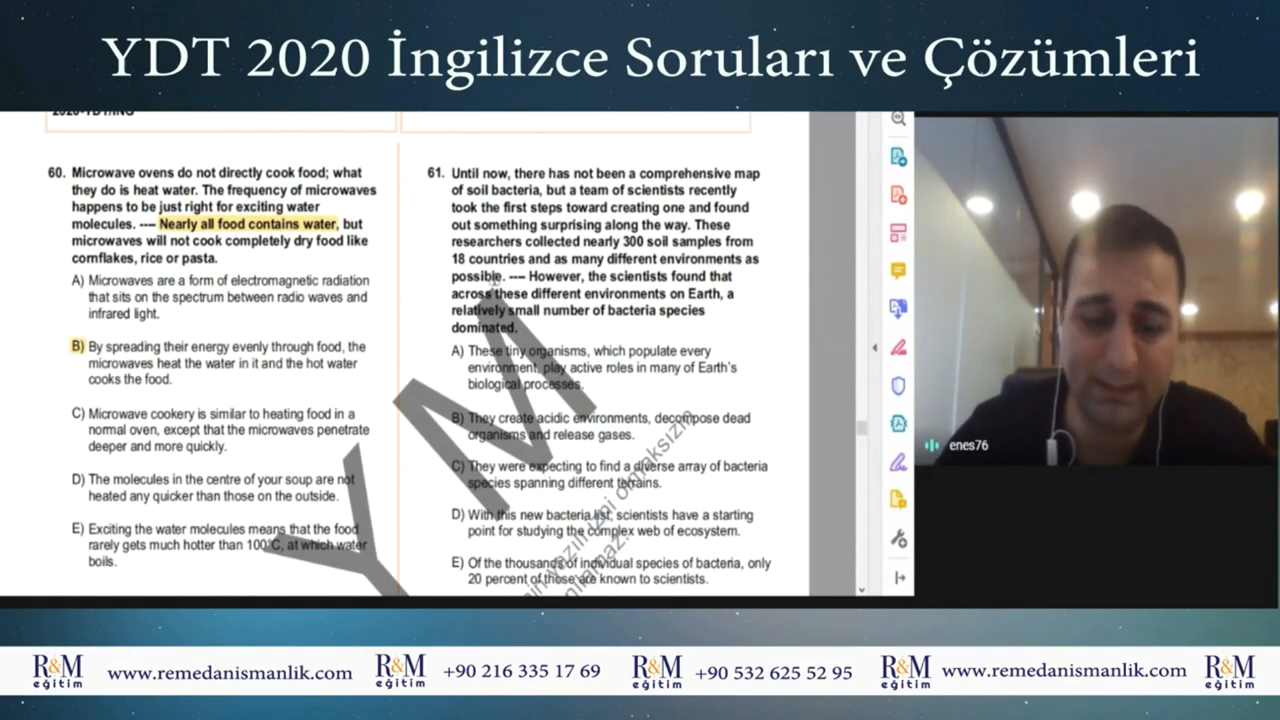 YDT 2020 İngilizce Soruları ve Çözümleri
2020-YDT/İNG
60. Microwave ovens do not directly cook food; what
they do is heat water. The frequency of microwaves
happens to be just right for exciting water
molecules. ---- Nearly all food contains water, but
microwaves will not cook completely dry food like
cornflakes, rice or pasta.
A) Microwaves are a form of electromagnetic radiation
that sits on the spectrum between radio waves and
infrared light.
B) By spreading their energy evenly through food, the
microwaves heat the water in it and the hot water
cooks the food.
C) Microwave cookery is similar to heating food in a
normal oven, except that the microwaves penetrate
deeper and more quickly.
D) The molecules in the centre of your soup are not
heated any quicker than those on the outside.
E) Exciting the water molecules means that the food
rarely gets much hotter than 100°C, at which water
boils.
61. Until now, there has not been a comprehensive map
of soil bacteria, but a team of scientists recently
took the first steps toward creating one and found
out something surprising along the way. These
researchers collected nearly 300 soil samples from
18 countries and as many different environments as
possible. ---- However, the scientists found that
across these different environments on Earth, a
relatively small number of bacteria species
dominated.
A) These tiny organisms, which populate every
environment, play active roles in many of Earth's
biological processes.
B) They create acidic environments, decompose dead
organisms and release gases.
C) They were expecting to find a diverse array of bacteria
species spanning different terrains.
D) With this new bacteria list, scientists have a starting
point for studying the complex web of ecosystem.
E) Of the thousands of individual species of bacteria, only
20 percent of those are known to scientists.
YM
yazılı izni olmaksızın
enes76
R&M
eğitim
www.remedanismanlik.com
R&M
eğitim
+90 216 335 17 69
R&M
eğitim
+90 532 625 52 95
R&M
eğitim
www.remedanismanlik.com
R&M
eğitim